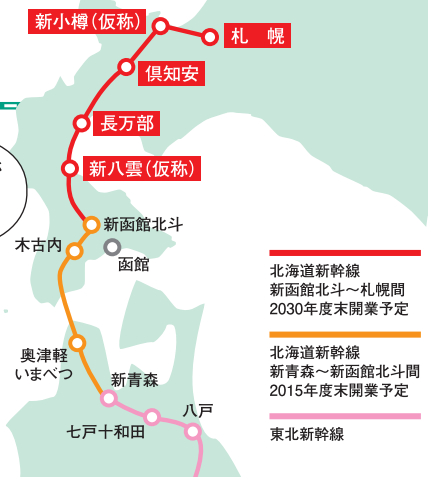 新小樽(仮称)
札　幌
倶知安
長万部
新八雲(仮称)
新函館北斗
木古内
函館
奥津軽
いまべつ
新青森
七戸十和田
八戸
北海道新幹線
新函館北斗～札幌間
2030年度末開業予定
北海道新幹線
新青森～新函館北斗間
2015年度末開業予定
東北新幹線